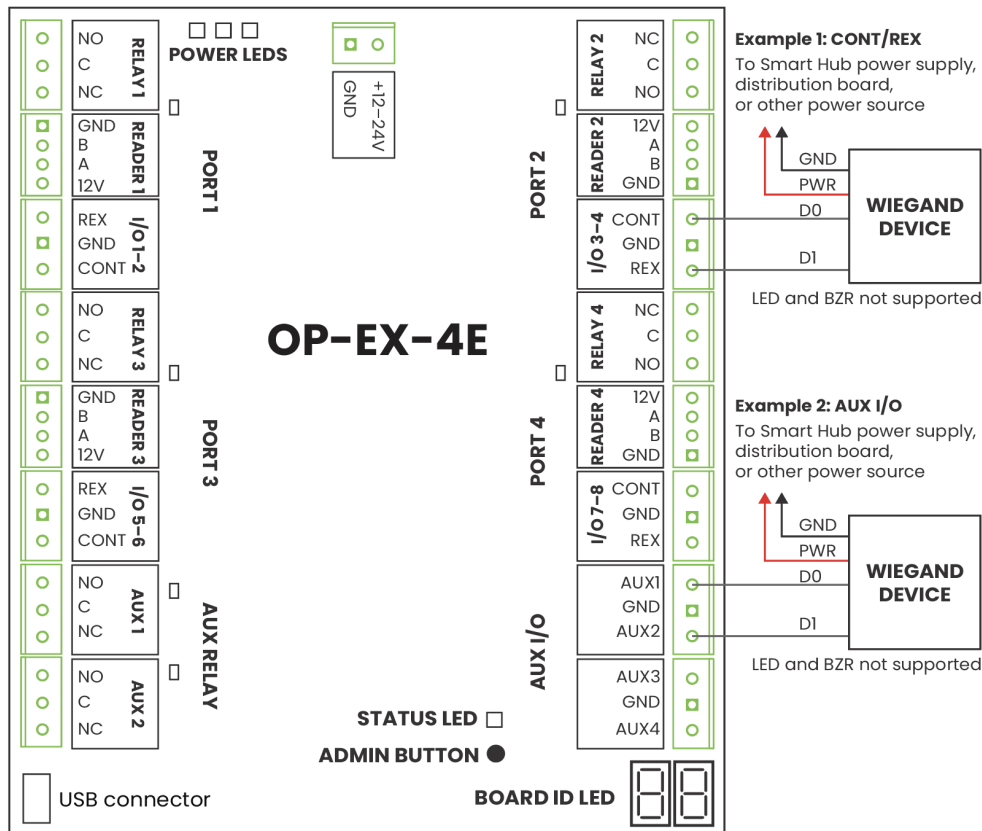 NO
C
NC
RELAY 1
POWER LEDS
GND
+12–24V
GND
B
A
12V
READER 1
PORT 1
REX
GND
CONT
I/O 1–2
NO
C
NC
RELAY 3
GND
B
A
12V
READER 3
PORT 3
REX
GND
CONT
I/O 5–6
NO
C
NC
AUX 1
AUX RELAY
NO
C
NC
AUX 2
USB connector
OP-EX-4E
STATUS LED
ADMIN BUTTON
BOARD ID LED
88
RELAY 2
NC
C
NO
READER 2
12V
A
B
GND
PORT 2
I/O 3–4
CONT
GND
REX
RELAY 4
NC
C
NO
READER 4
12V
A
B
GND
PORT 4
I/O 7–8
CONT
GND
REX
AUX I/O
AUX1
GND
AUX2
AUX3
GND
AUX4
Example 1: CONT/REX
To Smart Hub power supply,
distribution board,
or other power source
GND
PWR
D0
D1
WIEGAND
DEVICE
LED and BZR not supported
Example 2: AUX I/O
To Smart Hub power supply,
distribution board,
or other power source
GND
PWR
D0
D1
WIEGAND
DEVICE
LED and BZR not supported